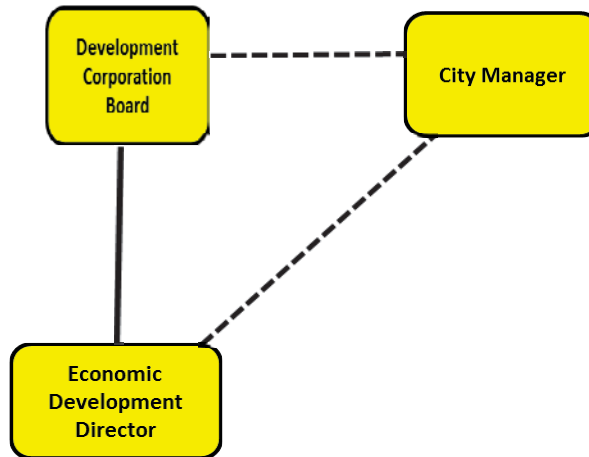 Development
Corporation
Board
City Manager
Economic
Development
Director